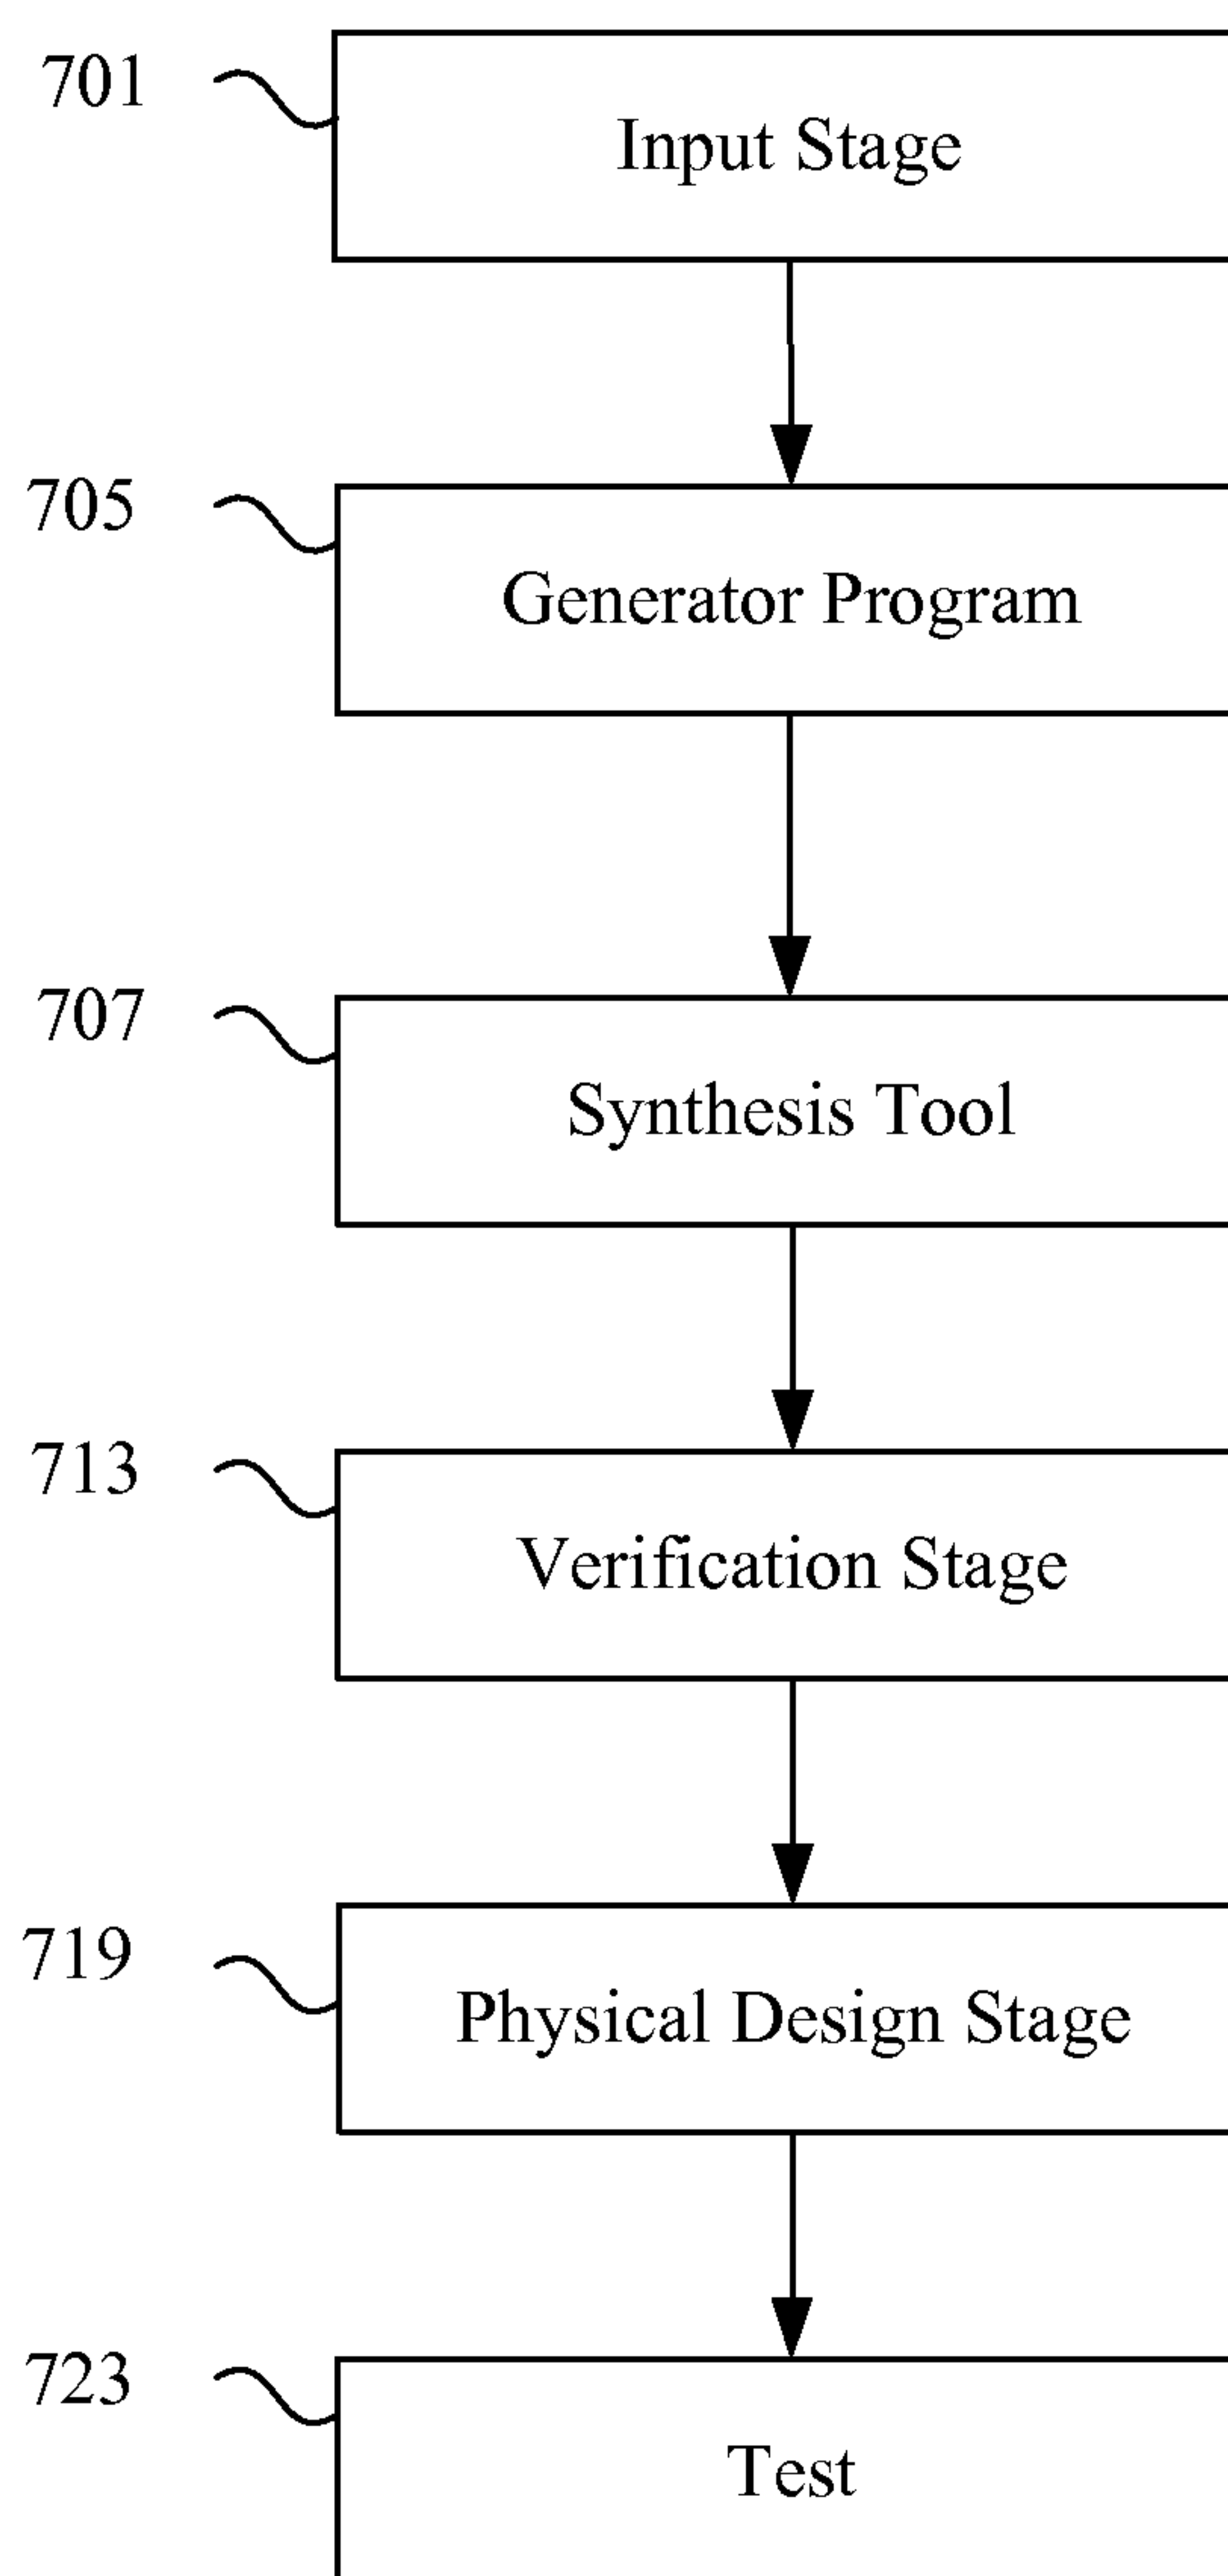 701
Input Stage
705
Generator Program
707
Synthesis Tool
713
Verification Stage
719
Physical Design Stage
723
Test